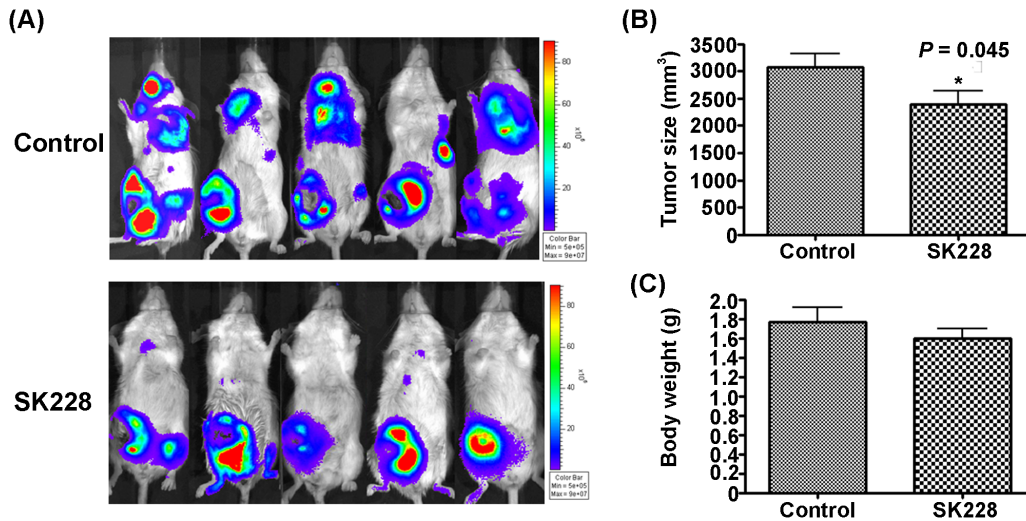 (A)
Control
80
60
40
20
x10⁶
Color Bar
Min = 5e+05
Max = 9e+07
SK228
80
60
40
20
x10⁶
Color Bar
Min = 5e+05
Max = 9e+07
(B)
Tumor size (mm³)
3500
3000
2500
2000
1500
1000
500
0
P = 0.045
*
Control
SK228
(C)
Body weight (g)
2.0
1.8
1.6
1.4
1.2
1.0
0.8
0.6
0.4
0.2
0
Control
SK228